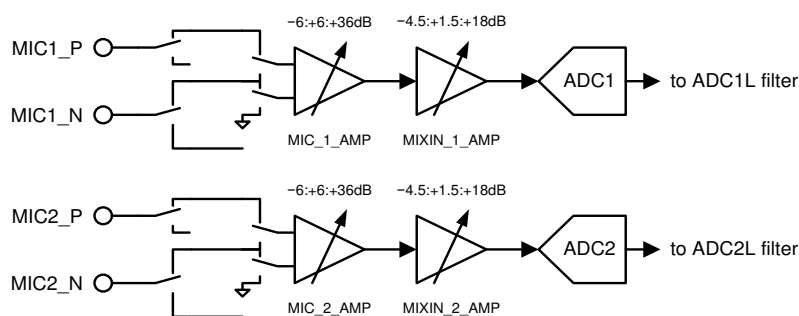 −6:+6:+36dB −4.5:+1.5:+18dB
MIC1_P
ADC1 to ADC1L filter
MIC1_N
MIC_1_AMP MIXIN_1_AMP
−6:+6:+36dB −4.5:+1.5:+18dB
MIC2_P
ADC2 to ADC2L filter
MIC2_N
MIC_2_AMP MIXIN_2_AMP